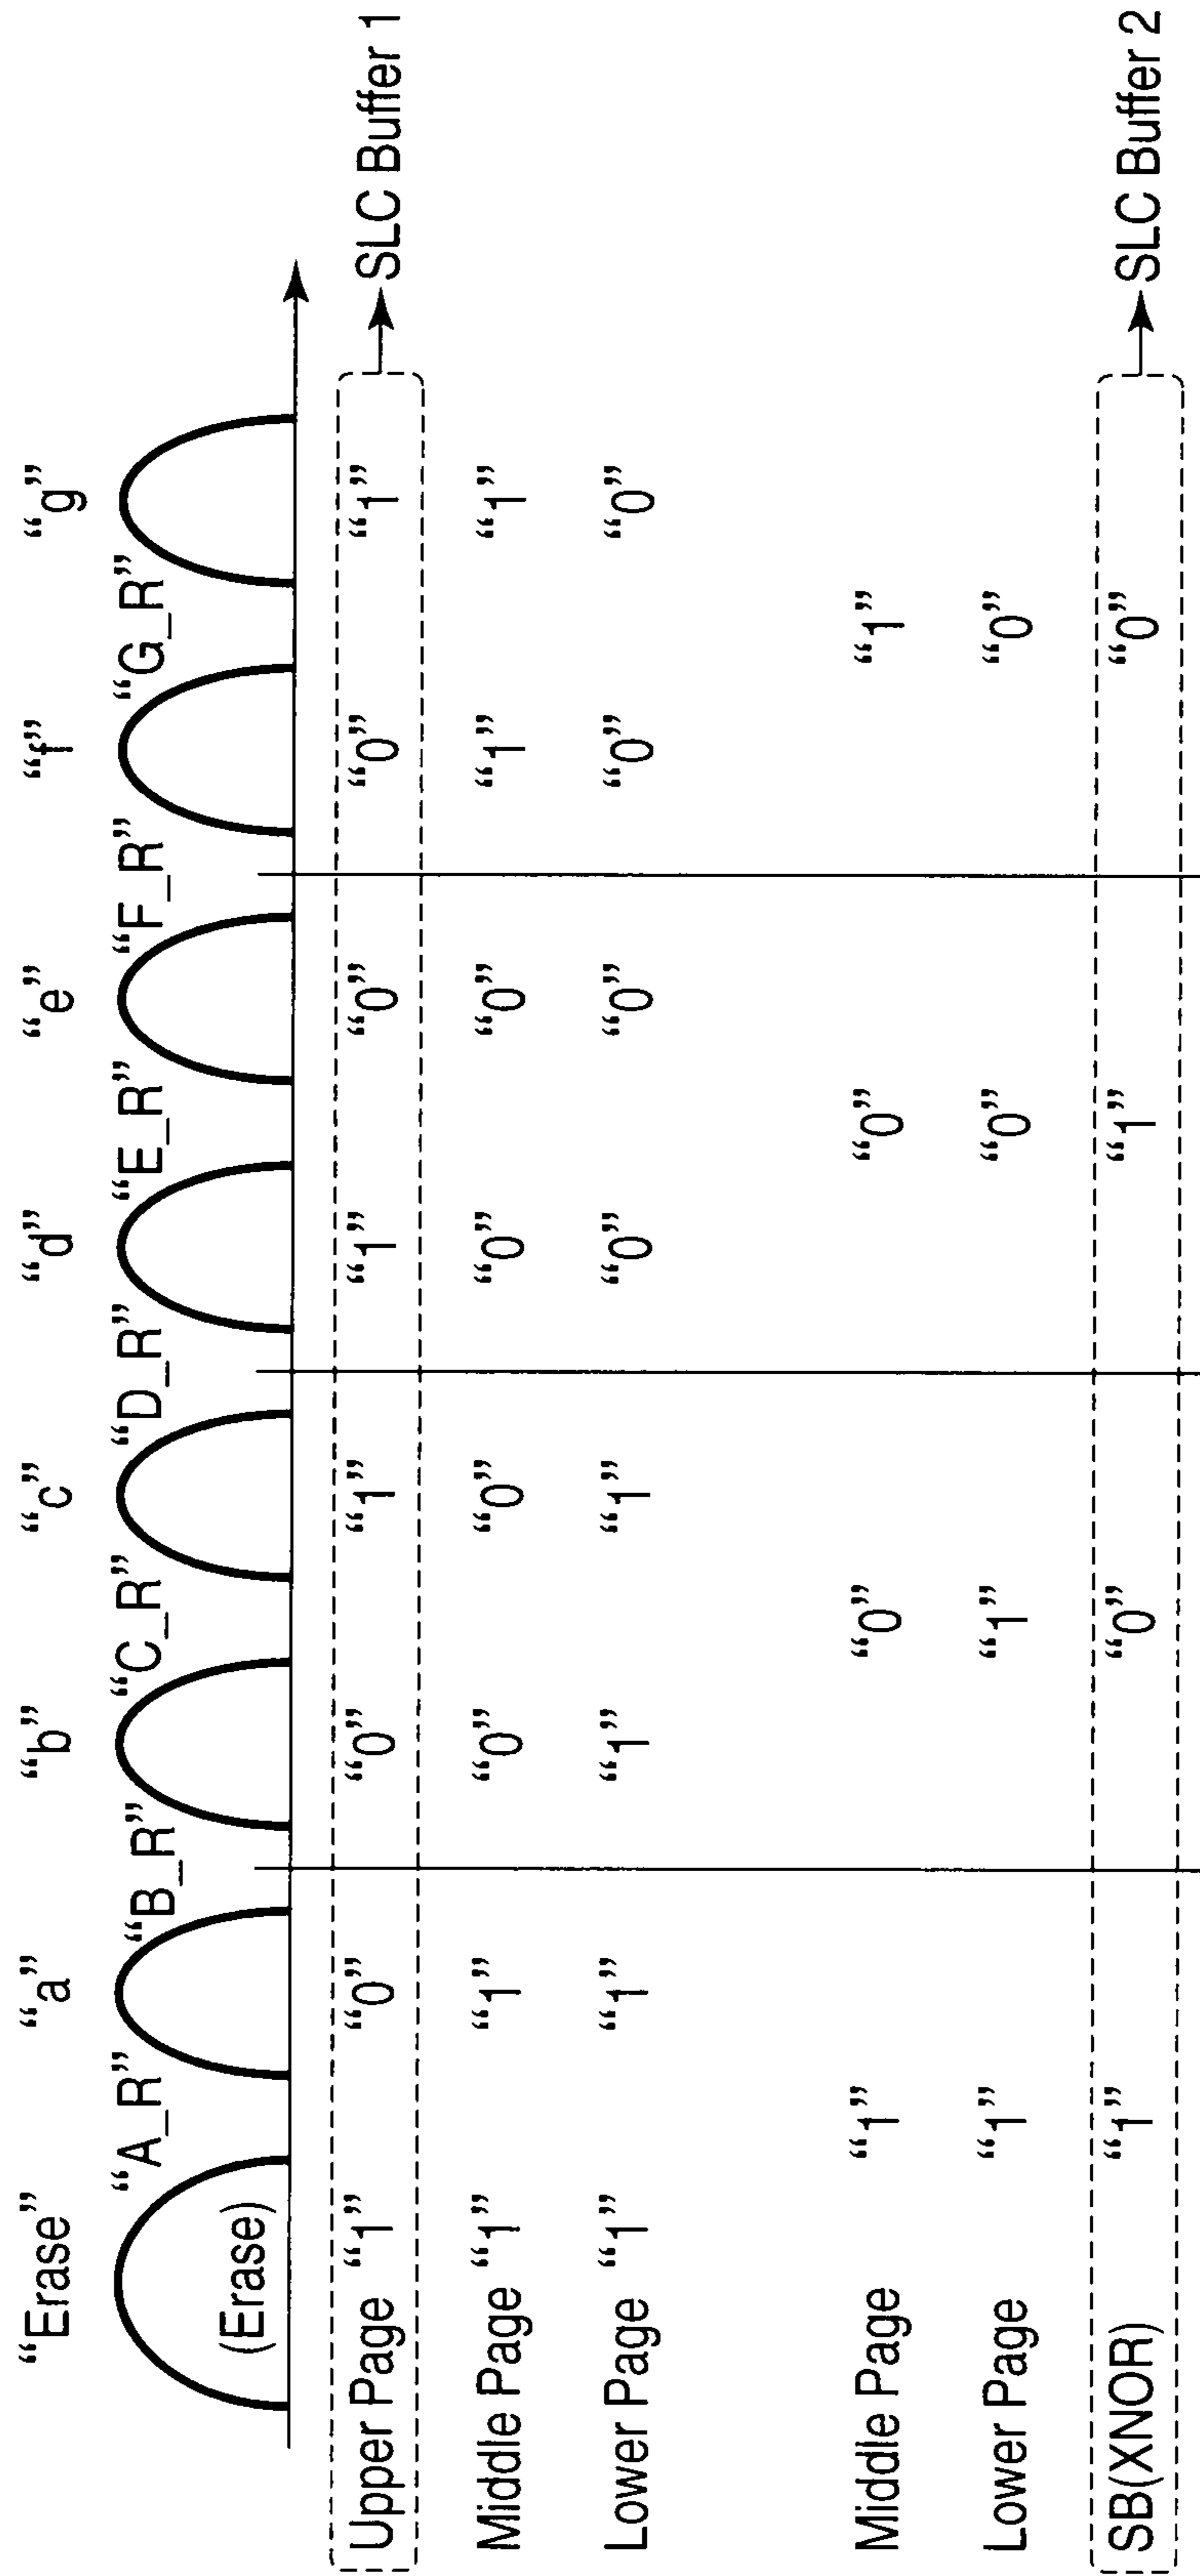 “Erase” “a” “b” “c” “d” “e” “f” “g”
“A_R” “B_R” “C_R” “D_R” “E_R” “F_R” “G_R”
(Erase)
Upper Page “1” “0” “0” “1” “1” “0” “0” “1” SLC Buffer 1
Middle Page “1” “1” “0” “0” “0” “0” “1” “1”
Lower Page “1” “1” “1” “1” “0” “0” “0” “0”
Middle Page “1” “0” “0” “1”
Lower Page “1” “1” “0” “0”
SB(XNOR) “1” “0” “1” “0” SLC Buffer 2